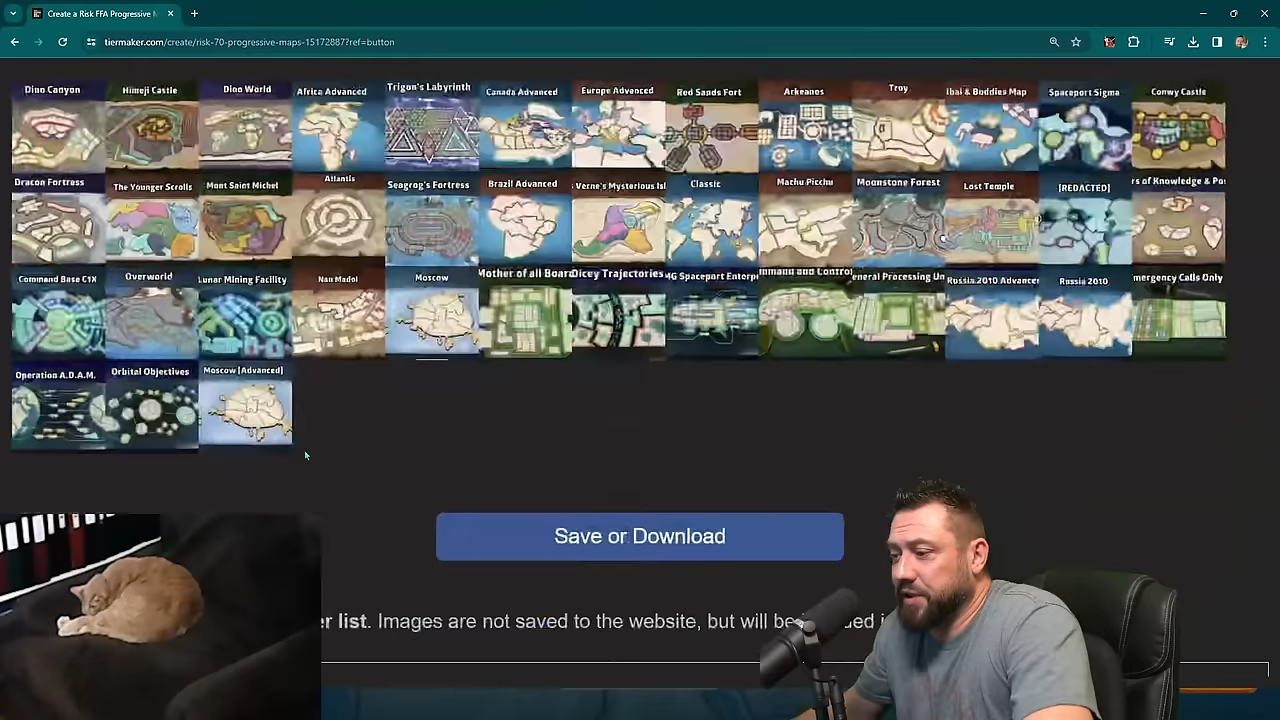 Create a Risk FFA Progressive M
tiermaker.com/create/risk-70-progressive-maps-15172887?ref=button
Dino Canyon
Himeji Castle
Dino World
Africa Advanced
Trigon's Labyrinth
Canada Advanced
Europe Advanced
Red Sands Fort
Arkeanos
Troy
ibai & Buddies Map
Spaceport Sigma
Conwy Castle
Dracon Fortress
The Younger Scrolls
Mont Saint Michel
Atlantis
Seagrog's Fortress
Brazil Advanced
Verne's Mysterious Isl
Classic
Machu Picchu
Moonstone Forest
Lost Temple
[REDACTED]
rs of Knowledge & Po
Command Base C1X
Overworld
Lunar Mining Facility
Nan Madol
Moscow
Mother of all Board
Dicey Trajectories
MG Spaceport Enterpr
mmand and Control
eneral Processing Un
Russia 2010 Advance
Russia 2010
mergency Calls Only
Operation A.D.A.M.
Orbital Objectives
Moscow [Advanced]
Save or Download
er list. Images are not saved to the website, but will be